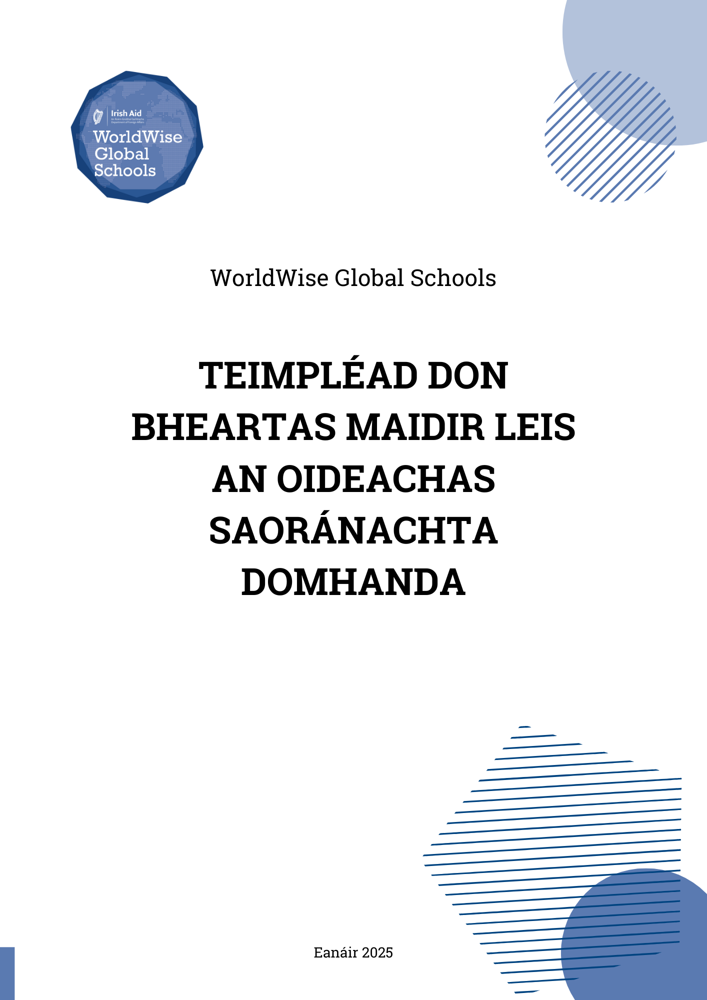 Irish Aid
An Roinn Gnóthaí Eachtracha
Department of Foreign Affairs
WorldWise
Global
Schools
WorldWise Global Schools
TEIMPLÉAD DON
BHEARTAS MAIDIR LEIS
AN OIDEACHAS
SAORÁNACHTA
DOMHANDA
Eanáir 2025